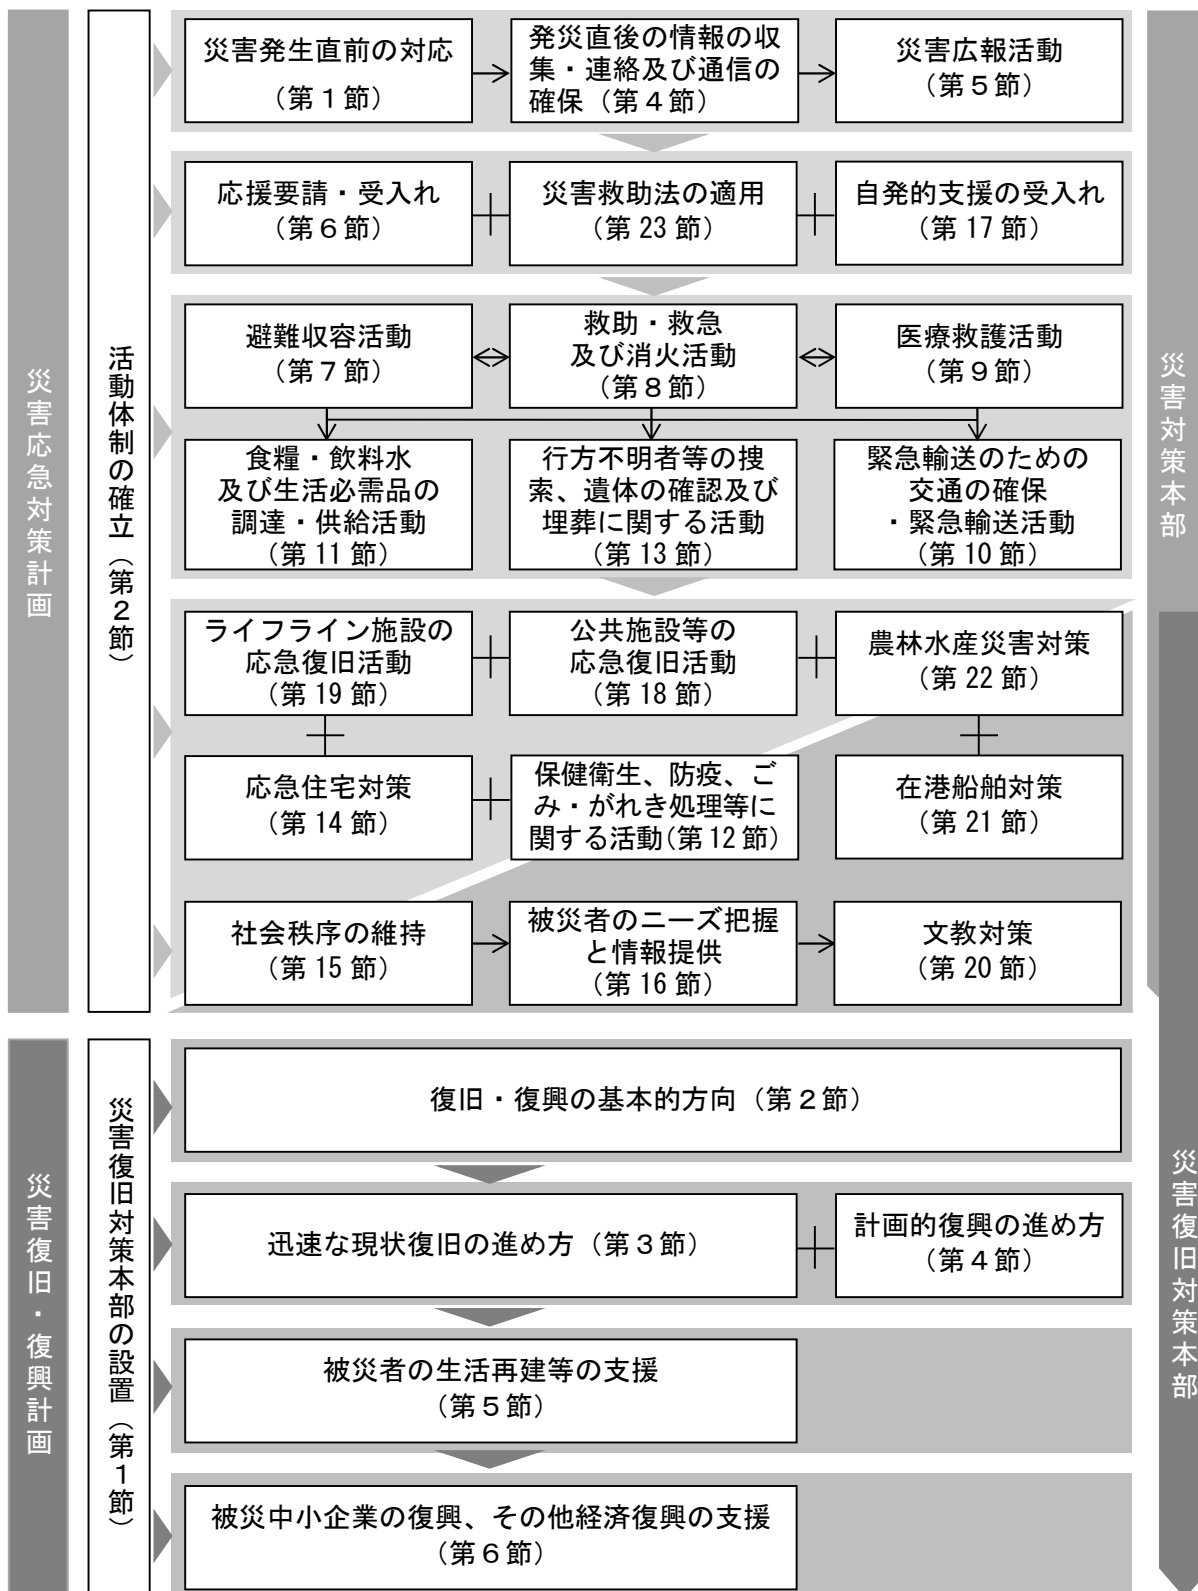 災害応急対策計画
活動体制の確立（第２節）
災害発生直前の対応
（第１節）
発災直後の情報の収
集・連絡及び通信の
確保（第４節）
災害広報活動
（第５節）
応援要請・受入れ
（第６節）
災害救助法の適用
（第 23 節）
自発的支援の受入れ
（第 17 節）
避難収容活動
（第７節）
救助・救急
及び消火活動
（第８節）
医療救護活動
（第９節）
食糧・飲料水
及び生活必需品の
調達・供給活動
（第 11 節）
行方不明者等の捜
索、遺体の確認及び
埋葬に関する活動
（第 13 節）
緊急輸送のための
交通の確保
・緊急輸送活動
（第 10 節）
ライフライン施設の
応急復旧活動
（第 19 節）
公共施設等の
応急復旧活動
（第 18 節）
農林水産災害対策
（第 22 節）
応急住宅対策
（第 14 節）
保健衛生、防疫、ご
み・がれき処理等に
関する活動（第 12 節）
在港船舶対策
（第 21 節）
社会秩序の維持
（第 15 節）
被災者のニーズ把握
と情報提供
（第 16 節）
文教対策
（第 20 節）
災害対策本部
災害復旧・復興計画
災害復旧対策本部の設置（第１節）
復旧・復興の基本的方向（第２節）
迅速な現状復旧の進め方（第３節）
計画的復興の進め方
（第４節）
被災者の生活再建等の支援
（第５節）
被災中小企業の復興、その他経済復興の支援
（第６節）
災害復旧対策本部